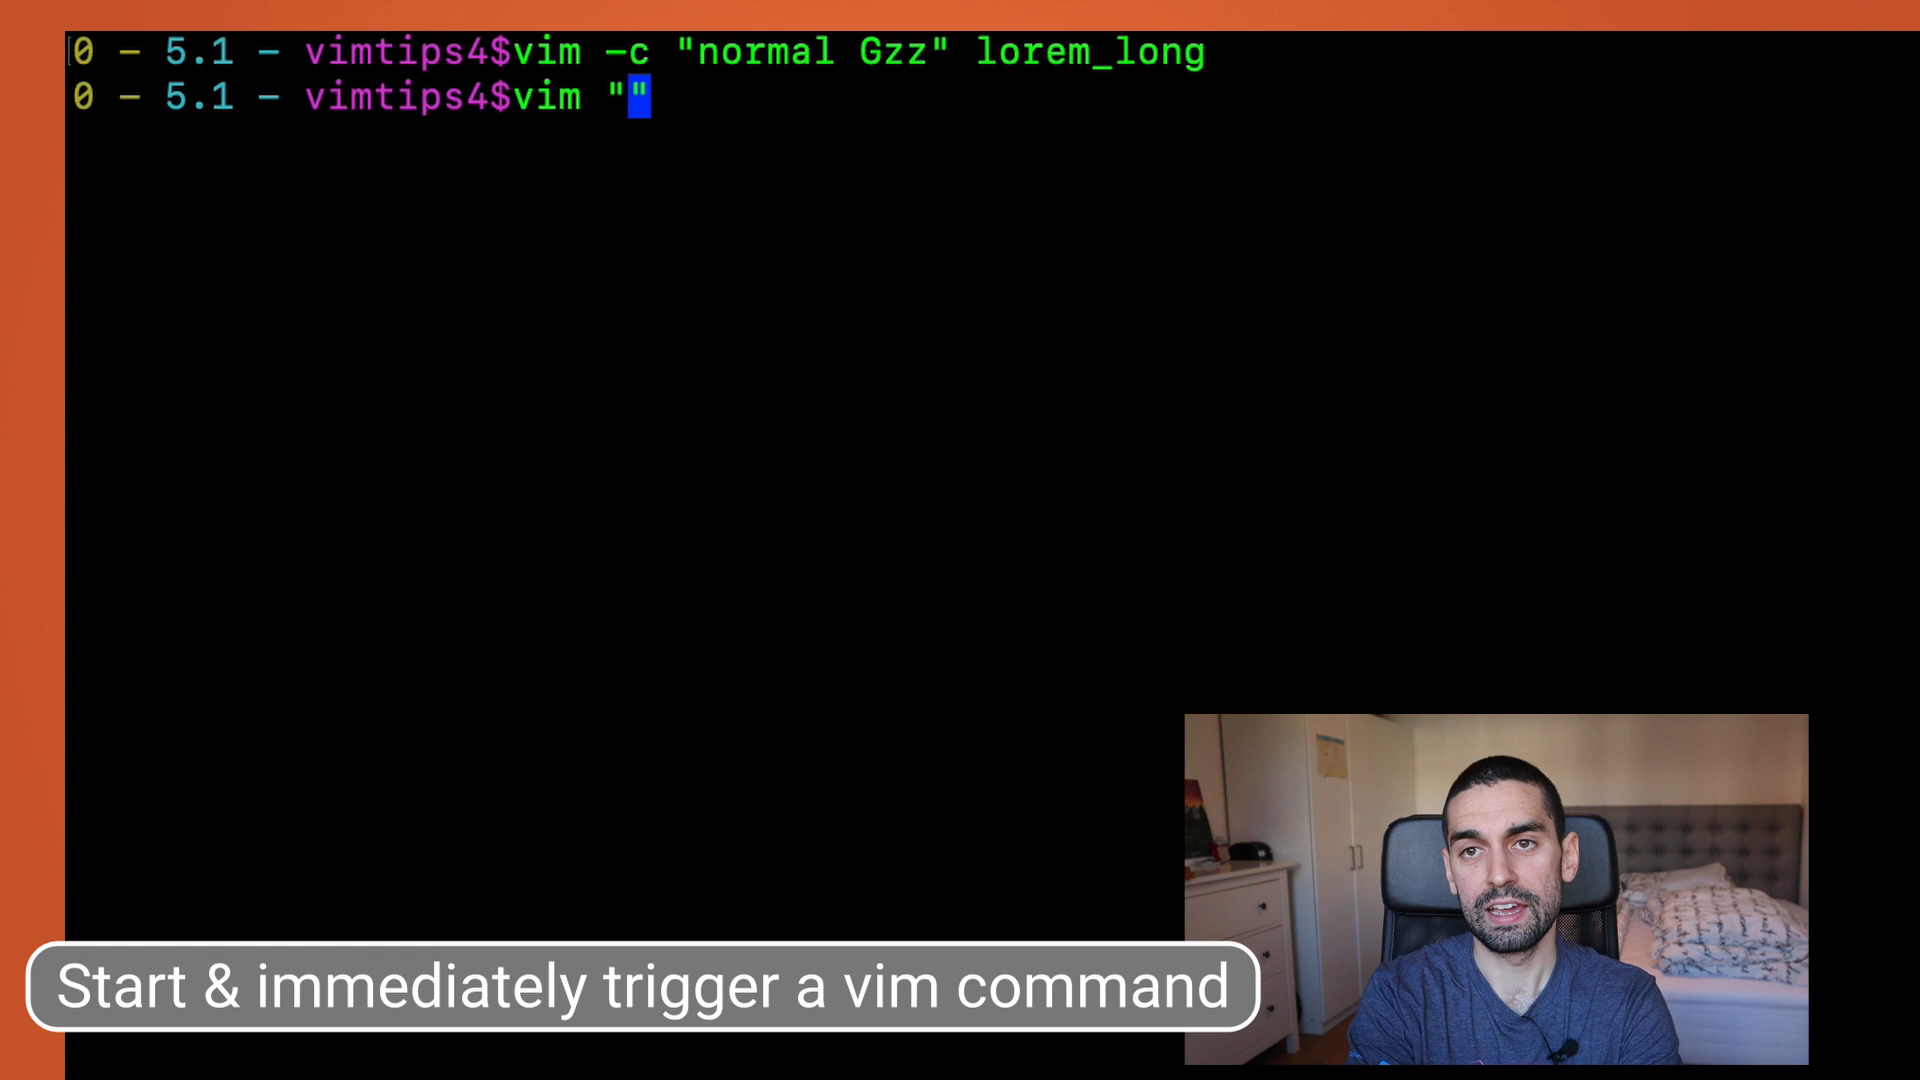 0 – 5.1 – vimtips4$vim –c "normal Gzz" lorem_long
0 – 5.1 – vimtips4$vim ""
Start & immediately trigger a vim command